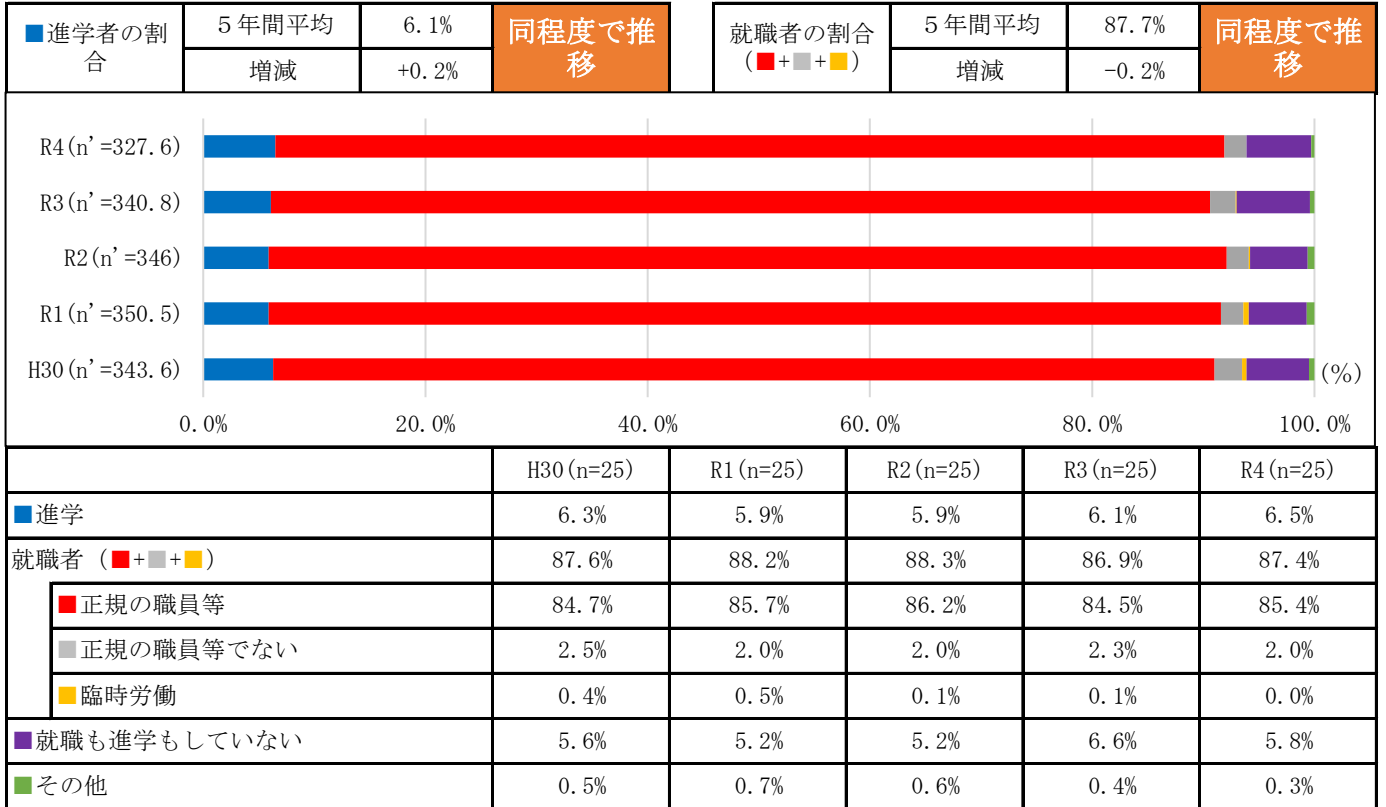 ■進学者の割合 5年間平均 6.1% 同程度で推移
増減 +0.2%
就職者の割合(■+■+■) 5年間平均 87.7% 同程度で推移
増減 -0.2%
R4(n'=327.6)
R3(n'=340.8)
R2(n'=346)
R1(n'=350.5)
H30(n'=343.6)
(%)
0.0% 20.0% 40.0% 60.0% 80.0% 100.0%
H30(n=25) R1(n=25) R2(n=25) R3(n=25) R4(n=25)
■進学 6.3% 5.9% 5.9% 6.1% 6.5%
就職者(■+■+■) 87.6% 88.2% 88.3% 86.9% 87.4%
■正規の職員等 84.7% 85.7% 86.2% 84.5% 85.4%
■正規の職員等でない 2.5% 2.0% 2.0% 2.3% 2.0%
■臨時労働 0.4% 0.5% 0.1% 0.1% 0.0%
■就職も進学もしていない 5.6% 5.2% 5.2% 6.6% 5.8%
■その他 0.5% 0.7% 0.6% 0.4% 0.3%